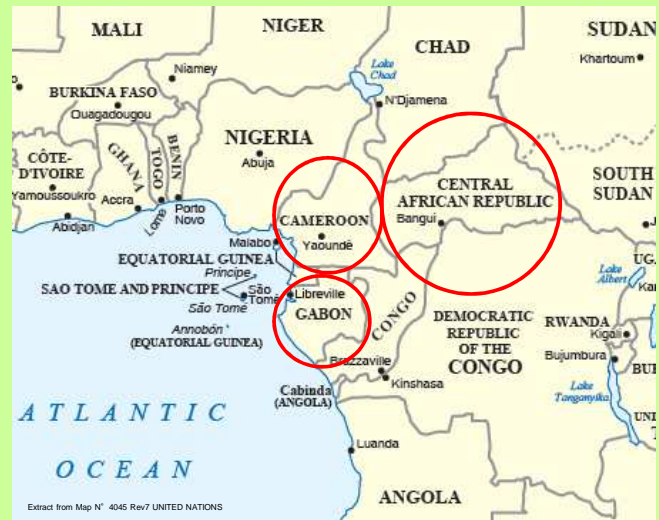 MALI
NIGER
CHAD
SUDAN
Khartoum
Lake
Chad
Niamey
BURKINA FASO
Ouagadougou
N'Djamena
NIGERIA
Abuja
BENIN
TOGO
GHANA
CÔTE-
D'IVOIRE
Yamoussoukro
Accra
Lomé
Porto
Novo
Abidjan
CENTRAL
AFRICAN REPUBLIC
Bangui
SOUTH
SUDAN
CAMEROON
Yaoundé
Malabo
EQUATORIAL GUINEA
Príncipe
SAO TOME AND PRINCIPE
São
Tomé
São Tomé
Libreville
GABON
CONGO
Annobón
(EQUATORIAL GUINEA)
DEMOCRATIC
REPUBLIC
OF THE
CONGO
UG
Lake
Albert
Ka
RWANDA
Kigali
Bujumbura
BU
Brazzaville
Kinshasa
Cabinda
(ANGOLA)
Lake
Tanganyika
ATLANTIC
OCEAN
Luanda
ANGOLA
Extract from Map N° 4045 Rev7 UNITED NATIONS